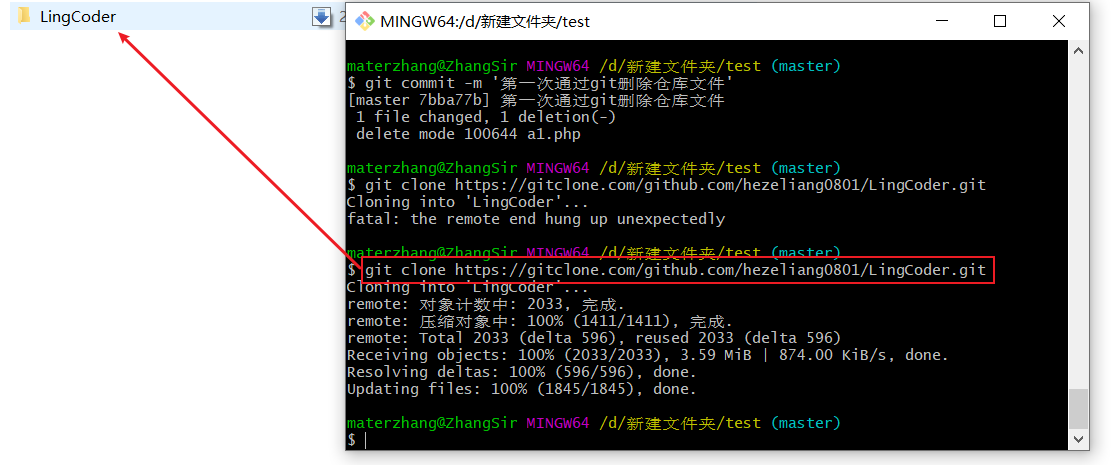 LingCoder
MINGW64:/d/新建文件夹/test
materzhang@ZhangSir MINGW64 /d/新建文件夹/test (master)
$ git commit -m '第一次通过git删除仓库文件'
[master 7bba77b] 第一次通过git删除仓库文件
 1 file changed, 1 deletion(-)
 delete mode 100644 a1.php
materzhang@ZhangSir MINGW64 /d/新建文件夹/test (master)
$ git clone https://gitclone.com/github.com/hezeliang0801/LingCoder.git
Cloning into 'LingCoder'...
fatal: the remote end hung up unexpectedly
materzhang@ZhangSir MINGW64 /d/新建文件夹/test (master)
$ git clone https://gitclone.com/github.com/hezeliang0801/LingCoder.git
Cloning into 'LingCoder'...
remote: 对象计数中: 2033, 完成.
remote: 压缩对象中: 100% (1411/1411), 完成.
remote: Total 2033 (delta 596), reused 2033 (delta 596)
Receiving objects: 100% (2033/2033), 3.59 MiB | 874.00 KiB/s, done.
Resolving deltas: 100% (596/596), done.
Updating files: 100% (1845/1845), done.
materzhang@ZhangSir MINGW64 /d/新建文件夹/test (master)
$